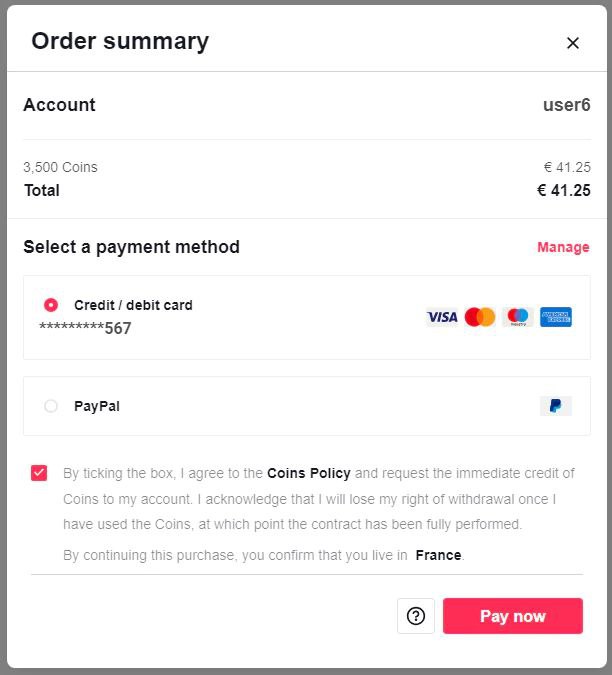 Order summary
Account user6
3,500 Coins € 41.25
Total € 41.25
Select a payment method Manage
Credit / debit card
*********567
VISA
AMERICAN EXPRESS
PayPal
By ticking the box, I agree to the Coins Policy and request the immediate credit of
Coins to my account. I acknowledge that I will lose my right of withdrawal once I
have used the Coins, at which point the contract has been fully performed.
By continuing this purchase, you confirm that you live in France.
Pay now